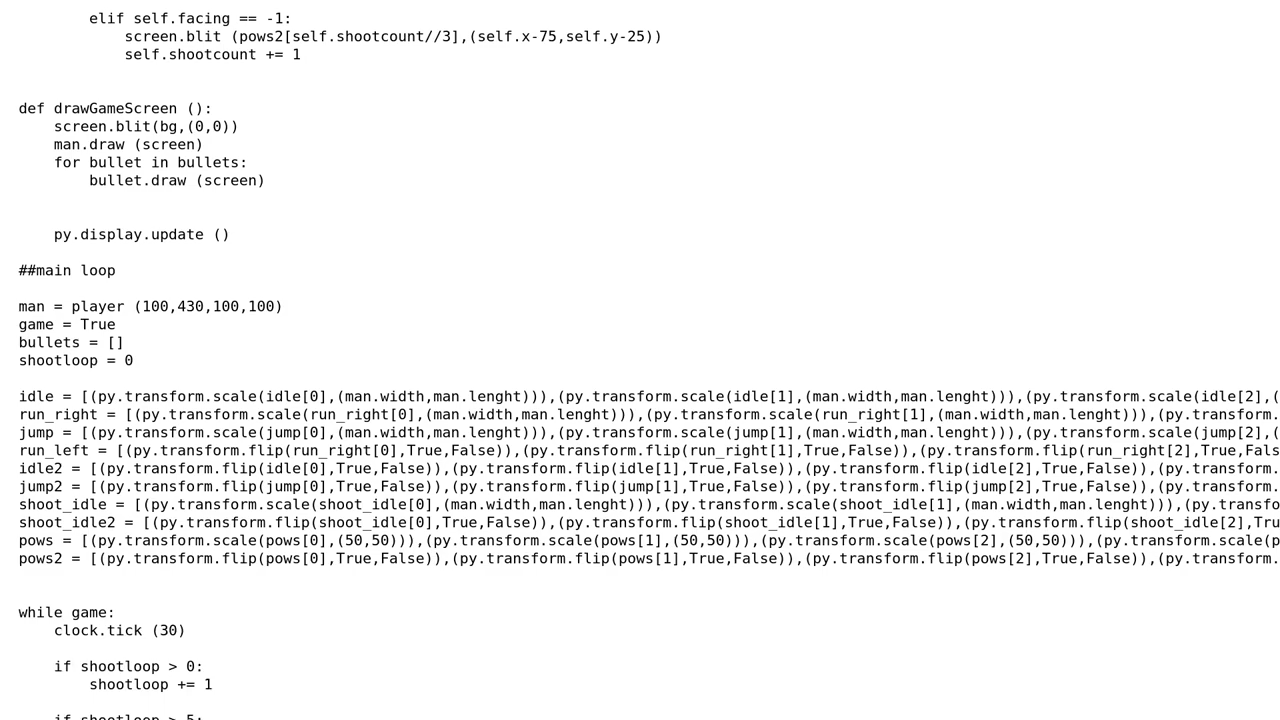 elif self.facing == -1:
            screen.blit (pows2[self.shootcount//3],(self.x-75,self.y-25))
            self.shootcount += 1
def drawGameScreen ():
    screen.blit(bg,(0,0))
    man.draw (screen)
    for bullet in bullets:
        bullet.draw (screen)
    py.display.update ()
##main loop
man = player (100,430,100,100)
game = True
bullets = []
shootloop = 0
idle = [(py.transform.scale(idle[0],(man.width,man.lenght))),(py.transform.scale(idle[1],(man.width,man.lenght))),(py.transform.scale(idle[2],(
run_right = [(py.transform.scale(run_right[0],(man.width,man.lenght))),(py.transform.scale(run_right[1],(man.width,man.lenght))),(py.transform.
jump = [(py.transform.scale(jump[0],(man.width,man.lenght))),(py.transform.scale(jump[1],(man.width,man.lenght))),(py.transform.scale(jump[2],(
run_left = [(py.transform.flip(run_right[0],True,False)),(py.transform.flip(run_right[1],True,False)),(py.transform.flip(run_right[2],True,Fals
idle2 = [(py.transform.flip(idle[0],True,False)),(py.transform.flip(idle[1],True,False)),(py.transform.flip(idle[2],True,False)),(py.transform.
jump2 = [(py.transform.flip(jump[0],True,False)),(py.transform.flip(jump[1],True,False)),(py.transform.flip(jump[2],True,False)),(py.transform.
shoot_idle = [(py.transform.scale(shoot_idle[0],(man.width,man.lenght))),(py.transform.scale(shoot_idle[1],(man.width,man.lenght))),(py.transfo
shoot_idle2 = [(py.transform.flip(shoot_idle[0],True,False)),(py.transform.flip(shoot_idle[1],True,False)),(py.transform.flip(shoot_idle[2],Tru
pows = [(py.transform.scale(pows[0],(50,50))),(py.transform.scale(pows[1],(50,50))),(py.transform.scale(pows[2],(50,50))),(py.transform.scale(p
pows2 = [(py.transform.flip(pows[0],True,False)),(py.transform.flip(pows[1],True,False)),(py.transform.flip(pows[2],True,False)),(py.transform.
while game:
    clock.tick (30)
    if shootloop > 0:
        shootloop += 1
    if shootloop > 5: